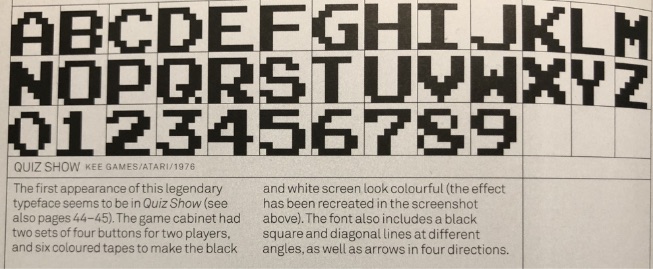 ABCDEFGHIJKLM
NOPQRSTUVWXYZ
0123456789
QUIZ SHOW KEE GAMES/ATARI/1976
The first appearance of this legendary
typeface seems to be in Quiz Show (see
also pages 44–45). The game cabinet had
two sets of four buttons for two players,
and six coloured tapes to make the black
and white screen look colourful (the effect
has been recreated in the screenshot
above). The font also includes a black
square and diagonal lines at different
angles, as well as arrows in four directions.